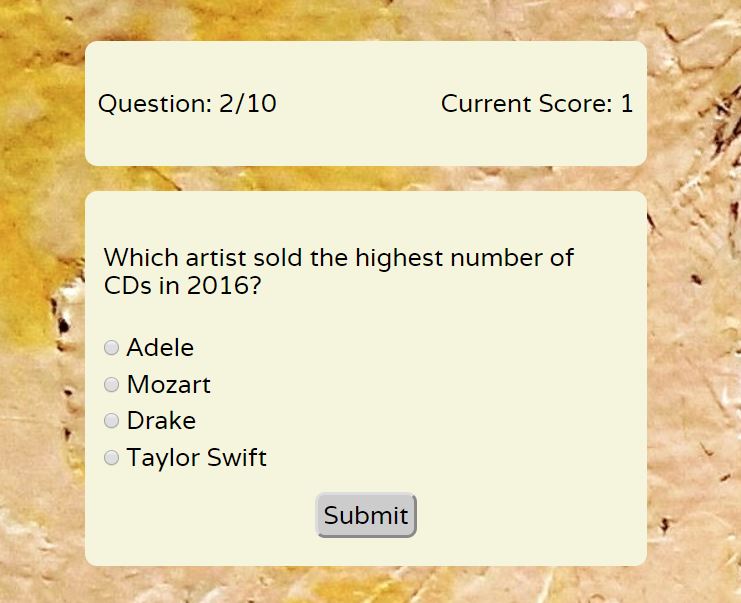 Question: 2/10
Current Score: 1
Which artist sold the highest number of
CDs in 2016?
Adele
Mozart
Drake
Taylor Swift
Submit